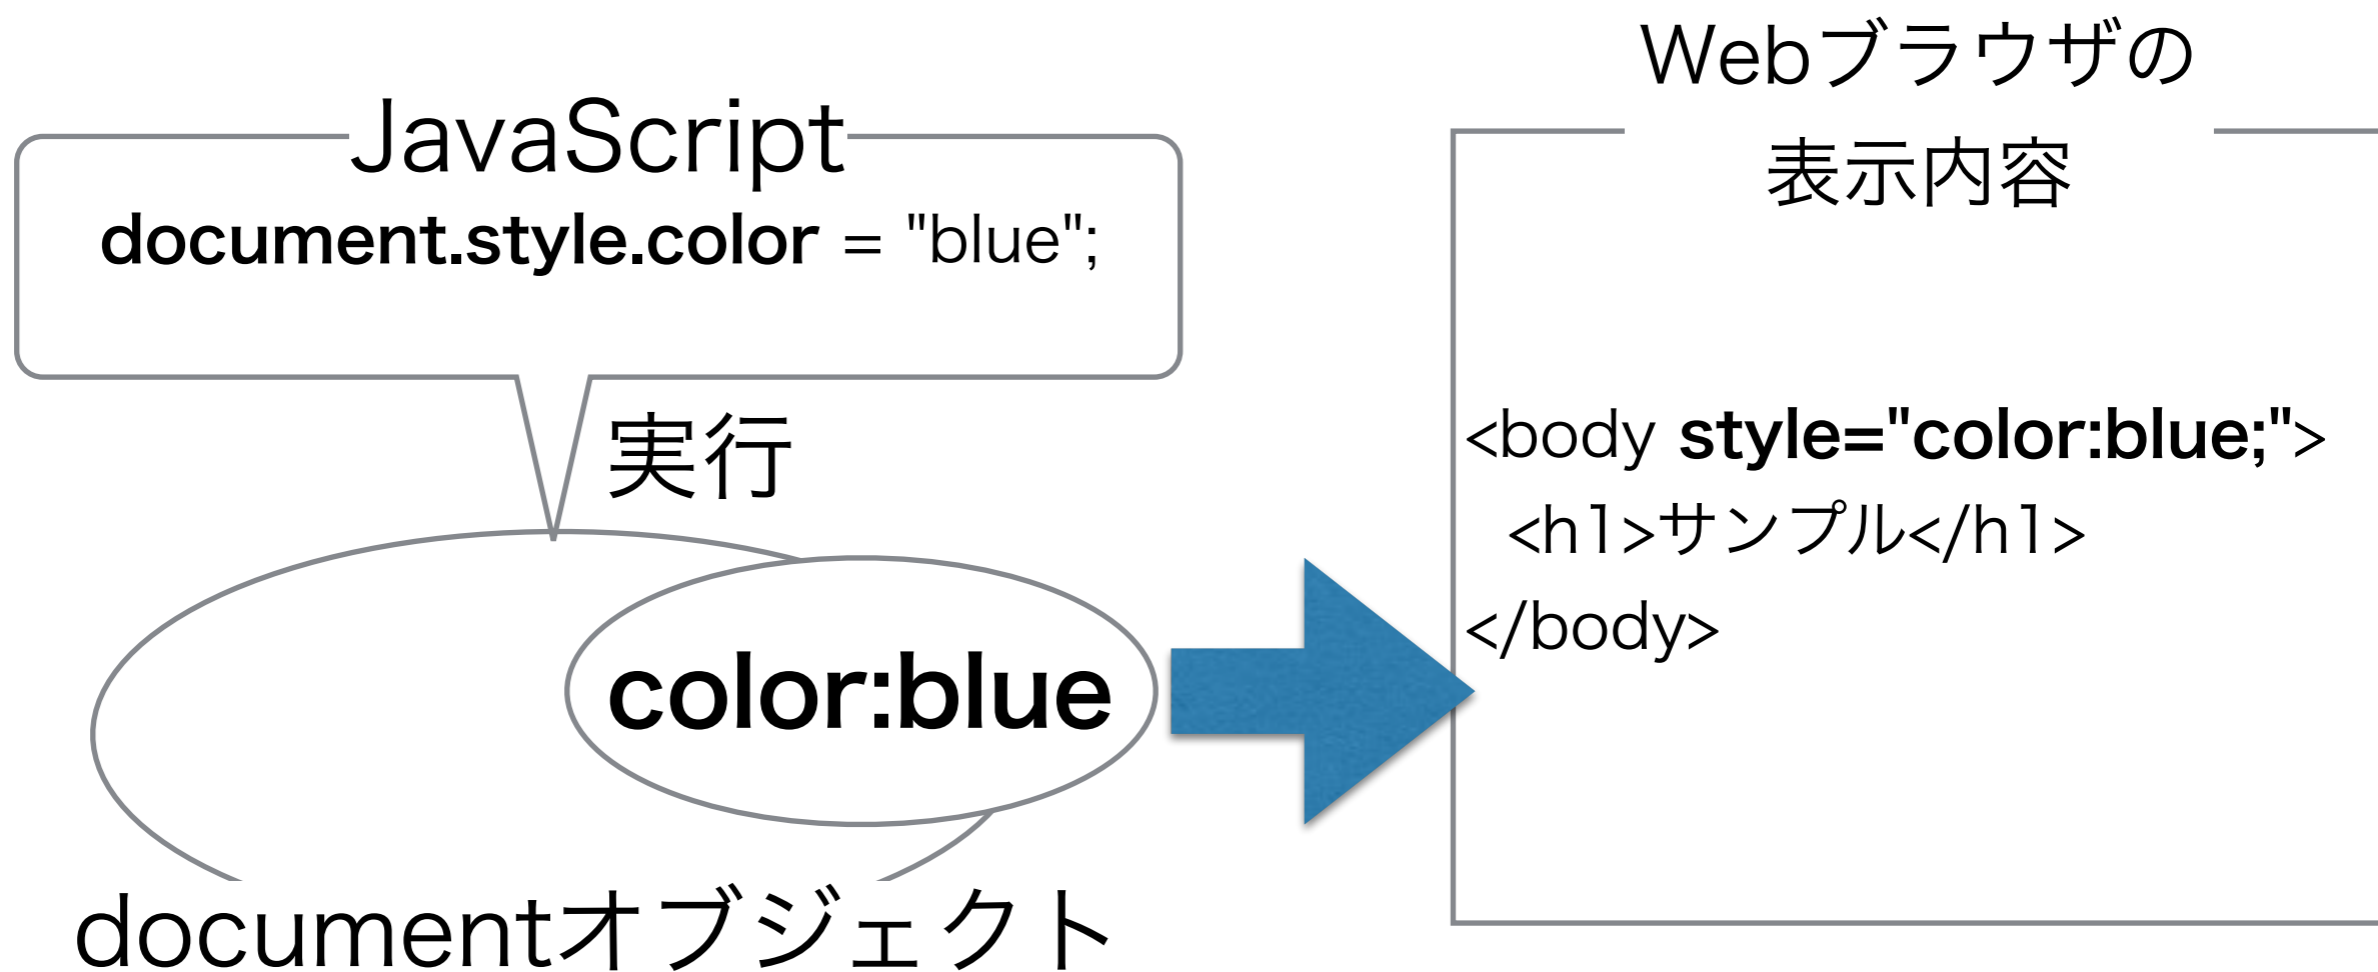 JavaScript
document.style.color = "blue";
実行
color:blue
documentオブジェクト
Webブラウザの
表示内容
<body style="color:blue;">
<h1>サンプル</h1>
</body>